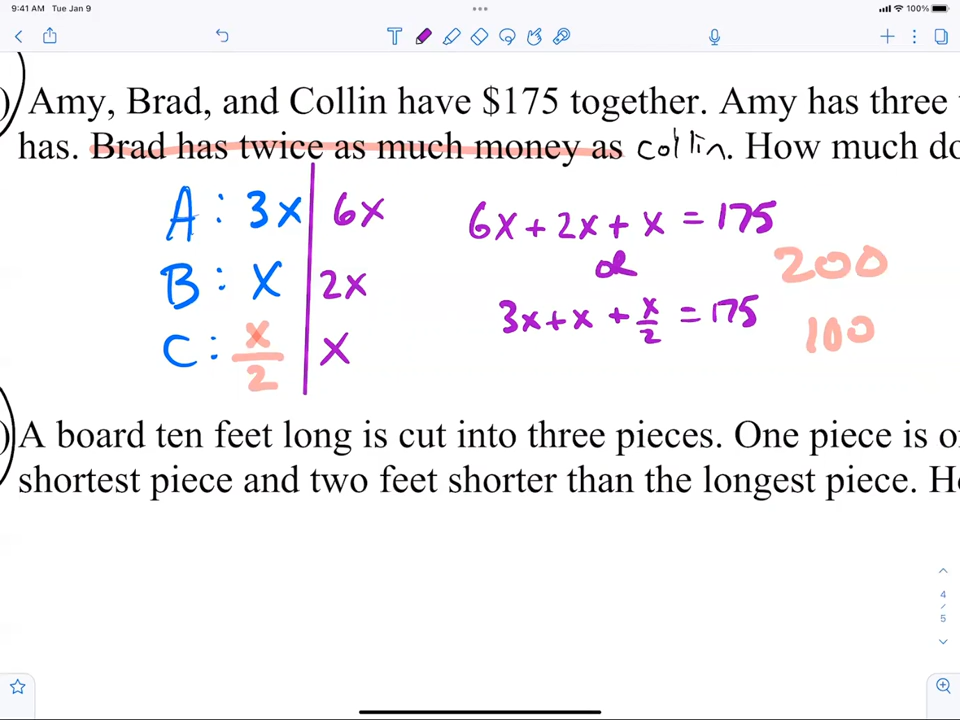 9:41 AM Tue Jan 9
100%
) Amy, Brad, and Collin have $175 together. Amy has three
has. Brad has twice as much money as collin. How much do
A: 3x 6x
B: x 2x
C: x/2 x
6x + 2x + x = 175
or
3x + x + x/2 = 175
200
100
) A board ten feet long is cut into three pieces. One piece is
shortest piece and two feet shorter than the longest piece.
4
/
5